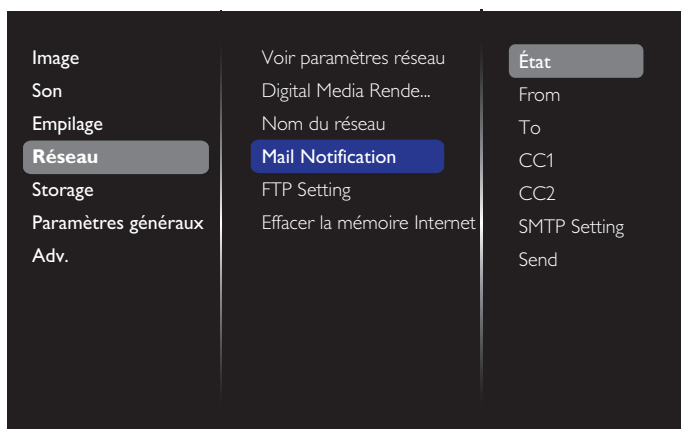 Image
Son
Empilage
Réseau
Storage
Paramètres généraux
Adv.
Voir paramètres réseau
Digital Media Rende...
Nom du réseau
Mail Notification
FTP Setting
Effacer la mémoire Internet
État
From
To
CC1
CC2
SMTP Setting
Send